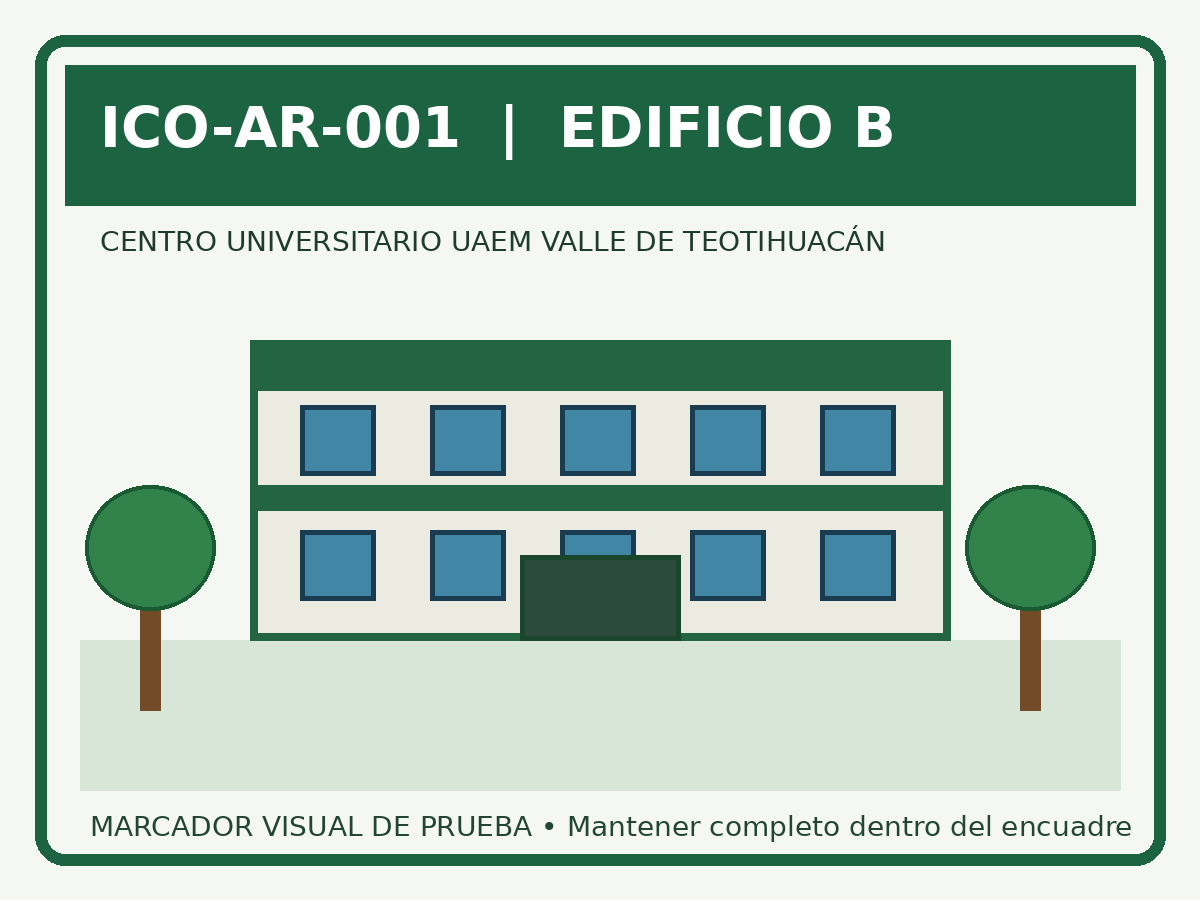 ICO-AR-001 | EDIFICIO B
CENTRO UNIVERSITARIO UAEM VALLE DE TEOTIHUACÁN
MARCADOR VISUAL DE PRUEBA • Mantener completo dentro del encuadre